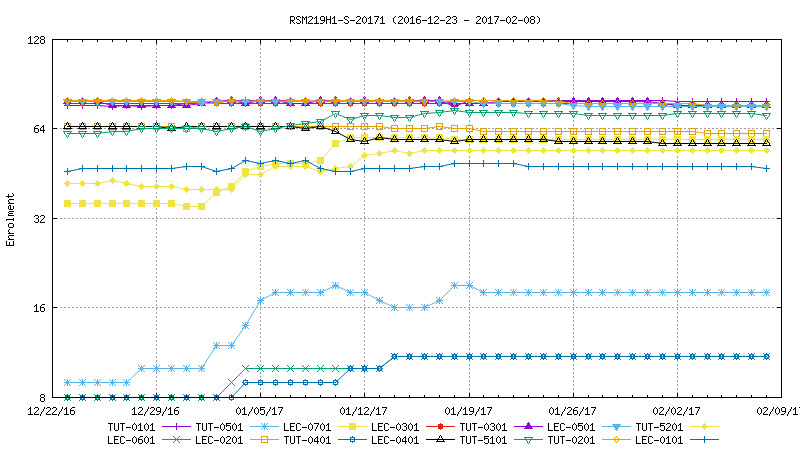 RSM219H1-S-20171 (2016-12-23 - 2017-02-08)
128
64
32
16
8
Enrolment
12/22/16 12/29/16 01/05/17 01/12/17 01/19/17 01/26/17 02/02/17 02/09/17
TUT-0101 TUT-0501 LEC-0701 LEC-0301 TUT-0301 LEC-0501 TUT-5201
LEC-0601 LEC-0201 TUT-0401 LEC-0401 TUT-5101 TUT-0201 LEC-0101